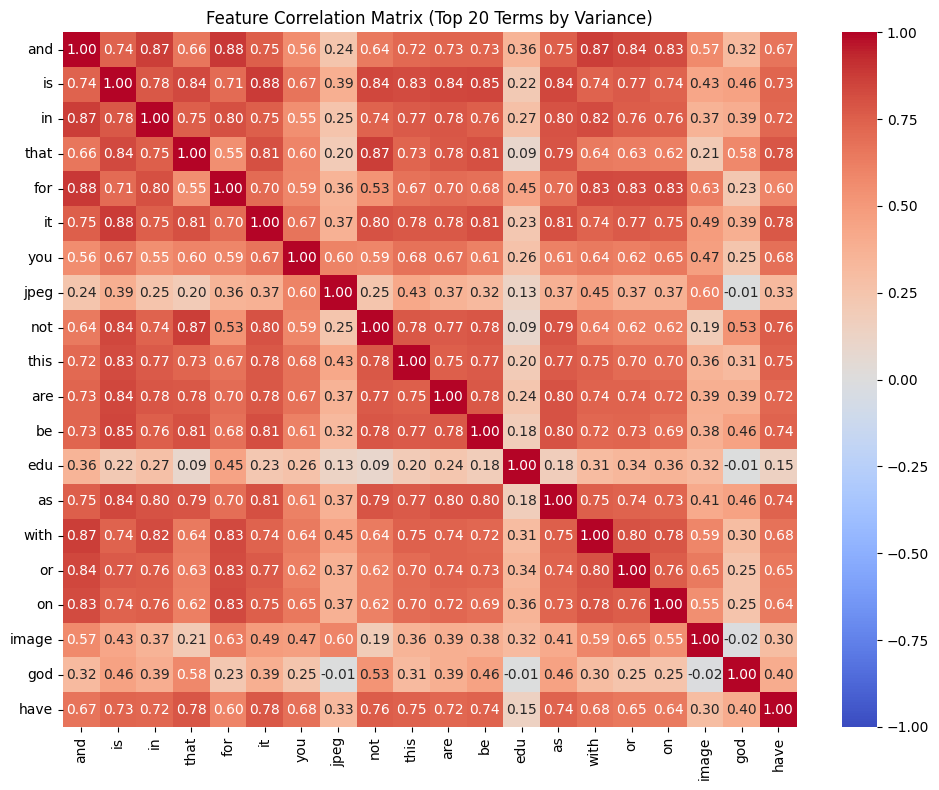 Feature Correlation Matrix (Top 20 Terms by Variance)
and 1.00 0.74 0.87 0.66 0.88 0.75 0.56 0.24 0.64 0.72 0.73 0.73 0.36 0.75 0.87 0.84 0.83 0.57 0.32 0.67
is 0.74 1.00 0.78 0.84 0.71 0.88 0.67 0.39 0.84 0.83 0.84 0.85 0.22 0.84 0.74 0.77 0.74 0.43 0.46 0.73
in 0.87 0.78 1.00 0.75 0.80 0.75 0.55 0.25 0.74 0.77 0.78 0.76 0.27 0.80 0.82 0.76 0.76 0.37 0.39 0.72
that 0.66 0.84 0.75 1.00 0.55 0.81 0.60 0.20 0.87 0.73 0.78 0.81 0.09 0.79 0.64 0.63 0.62 0.21 0.58 0.78
for 0.88 0.71 0.80 0.55 1.00 0.70 0.59 0.36 0.53 0.67 0.70 0.68 0.45 0.70 0.83 0.83 0.83 0.63 0.23 0.60
it 0.75 0.88 0.75 0.81 0.70 1.00 0.67 0.37 0.80 0.78 0.78 0.81 0.23 0.81 0.74 0.77 0.75 0.49 0.39 0.78
you 0.56 0.67 0.55 0.60 0.59 0.67 1.00 0.60 0.59 0.68 0.67 0.61 0.26 0.61 0.64 0.62 0.65 0.47 0.25 0.68
jpeg 0.24 0.39 0.25 0.20 0.36 0.37 0.60 1.00 0.25 0.43 0.37 0.32 0.13 0.37 0.45 0.37 0.37 0.60 -0.01 0.33
not 0.64 0.84 0.74 0.87 0.53 0.80 0.59 0.25 1.00 0.78 0.77 0.78 0.09 0.79 0.64 0.62 0.62 0.19 0.53 0.76
this 0.72 0.83 0.77 0.73 0.67 0.78 0.68 0.43 0.78 1.00 0.75 0.77 0.20 0.77 0.75 0.70 0.70 0.36 0.31 0.75
are 0.73 0.84 0.78 0.78 0.70 0.78 0.67 0.37 0.77 0.75 1.00 0.78 0.24 0.80 0.74 0.74 0.72 0.39 0.39 0.72
be 0.73 0.85 0.76 0.81 0.68 0.81 0.61 0.32 0.78 0.77 0.78 1.00 0.18 0.80 0.72 0.73 0.69 0.38 0.46 0.74
edu 0.36 0.22 0.27 0.09 0.45 0.23 0.26 0.13 0.09 0.20 0.24 0.18 1.00 0.18 0.31 0.34 0.36 0.32 -0.01 0.15
as 0.75 0.84 0.80 0.79 0.70 0.81 0.61 0.37 0.79 0.77 0.80 0.80 0.18 1.00 0.75 0.74 0.73 0.41 0.46 0.74
with 0.87 0.74 0.82 0.64 0.83 0.74 0.64 0.45 0.64 0.75 0.74 0.72 0.31 0.75 1.00 0.80 0.78 0.59 0.30 0.68
or 0.84 0.77 0.76 0.63 0.83 0.77 0.62 0.37 0.62 0.70 0.74 0.73 0.34 0.74 0.80 1.00 0.76 0.65 0.25 0.65
on 0.83 0.74 0.76 0.62 0.83 0.75 0.65 0.37 0.62 0.70 0.72 0.69 0.36 0.73 0.78 0.76 1.00 0.55 0.25 0.64
image 0.57 0.43 0.37 0.21 0.63 0.49 0.47 0.60 0.19 0.36 0.39 0.38 0.32 0.41 0.59 0.65 0.55 1.00 -0.02 0.30
god 0.32 0.46 0.39 0.58 0.23 0.39 0.25 -0.01 0.53 0.31 0.39 0.46 -0.01 0.46 0.30 0.25 0.25 -0.02 1.00 0.40
have 0.67 0.73 0.72 0.78 0.60 0.78 0.68 0.33 0.76 0.75 0.72 0.74 0.15 0.74 0.68 0.65 0.64 0.30 0.40 1.00
and is in that for it you jpeg not this are be edu as with or on image god have
1.00
0.75
0.50
0.25
0.00
−0.25
−0.50
−0.75
−1.00